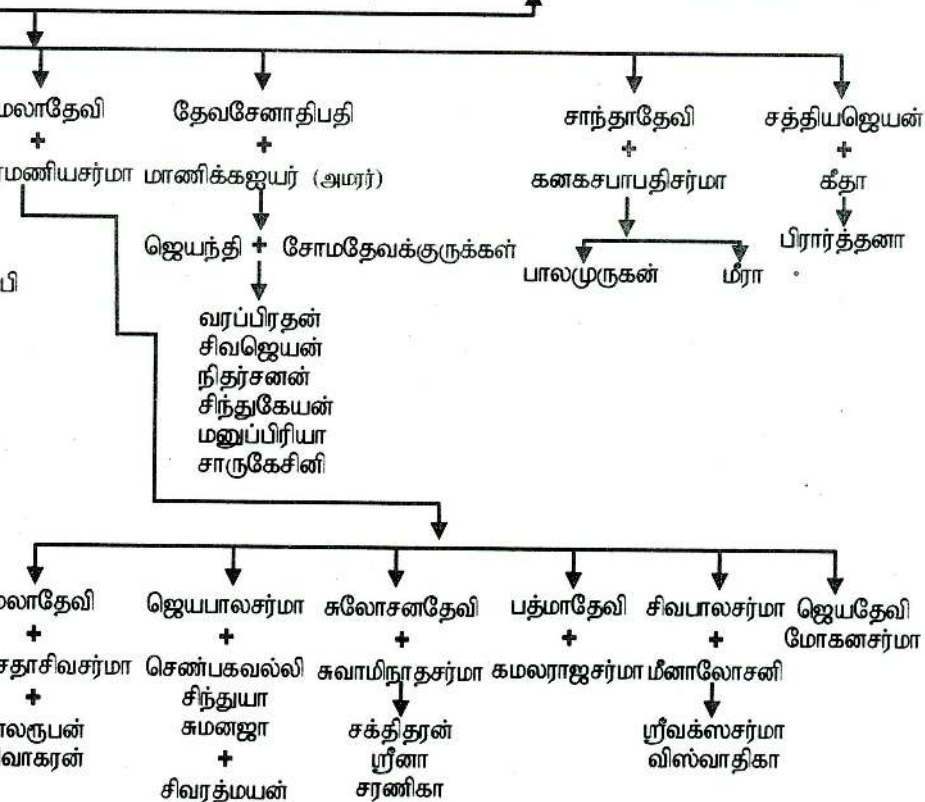 மலாதேவி தேவசேனாதிபதி சாந்தாதேவி சத்தியஜெயன்
+ + + +
ரமணியசர்மா மாணிக்கஐயர் (அமரர்) கனகசபாபதிசர்மா கீதா
ஜெயந்தி + சோமதேவக்குருக்கள் பிரார்த்தனா
பி பாலமுருகன் மீரா
வரப்பிரதன்
சிவஜெயன்
நிதர்சனன்
சிந்துகேயன்
மனுப்பிரியா
சாருகேசினி
லாதேவி ஜெயபாலசர்மா சுலோசனதேவி பத்மாதேவி சிவபாலசர்மா ஜெயதேவி
+ + + + + மோகனசர்மா
சதாசிவசர்மா செண்பகவல்லி சுவாமிநாதசர்மா கமலராஜசர்மா மீனாலோசனி
+ சிந்துயா
லரூபன் சுமனஜா சக்திதரன் ஸ்ரீவக்ஸசர்மா
வாகரன் + ஸ்ரீனா விஸ்வாதிகா
சிவரத்மயன் சரணிகா